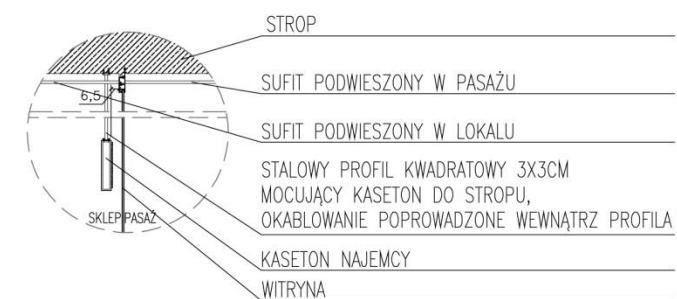 STROP
SUFIT PODWIESZONY W PASAŻU
6,5
SUFIT PODWIESZONY W LOKALU
STALOWY PROFIL KWADRATOWY 3X3CM
MOCUJĄCY KASETON DO STROPU,
OKABLOWANIE POPROWADZONE WEWNĄTRZ PROFILA
SKLEP PASAŻ
KASETON NAJEMCY
WITRYNA